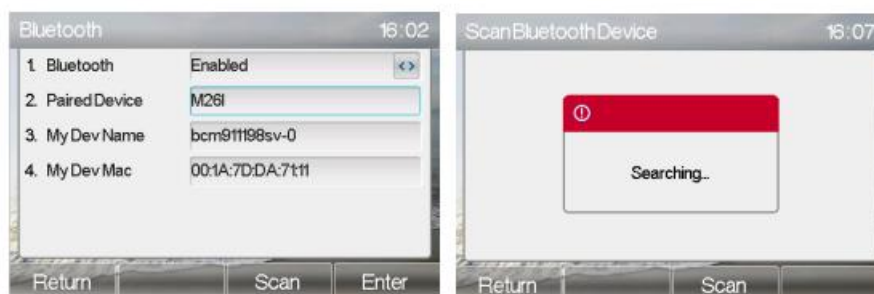 Bluetooth 16:02
1. Bluetooth Enabled <>
2. Paired Device M26I
3. My Dev Name bcm911198sv-0
4. My Dev Mac 00:1A:7D:DA:71:11
Return Scan Enter
Scan Bluetooth Device 16:07
Searching...
Return Scan